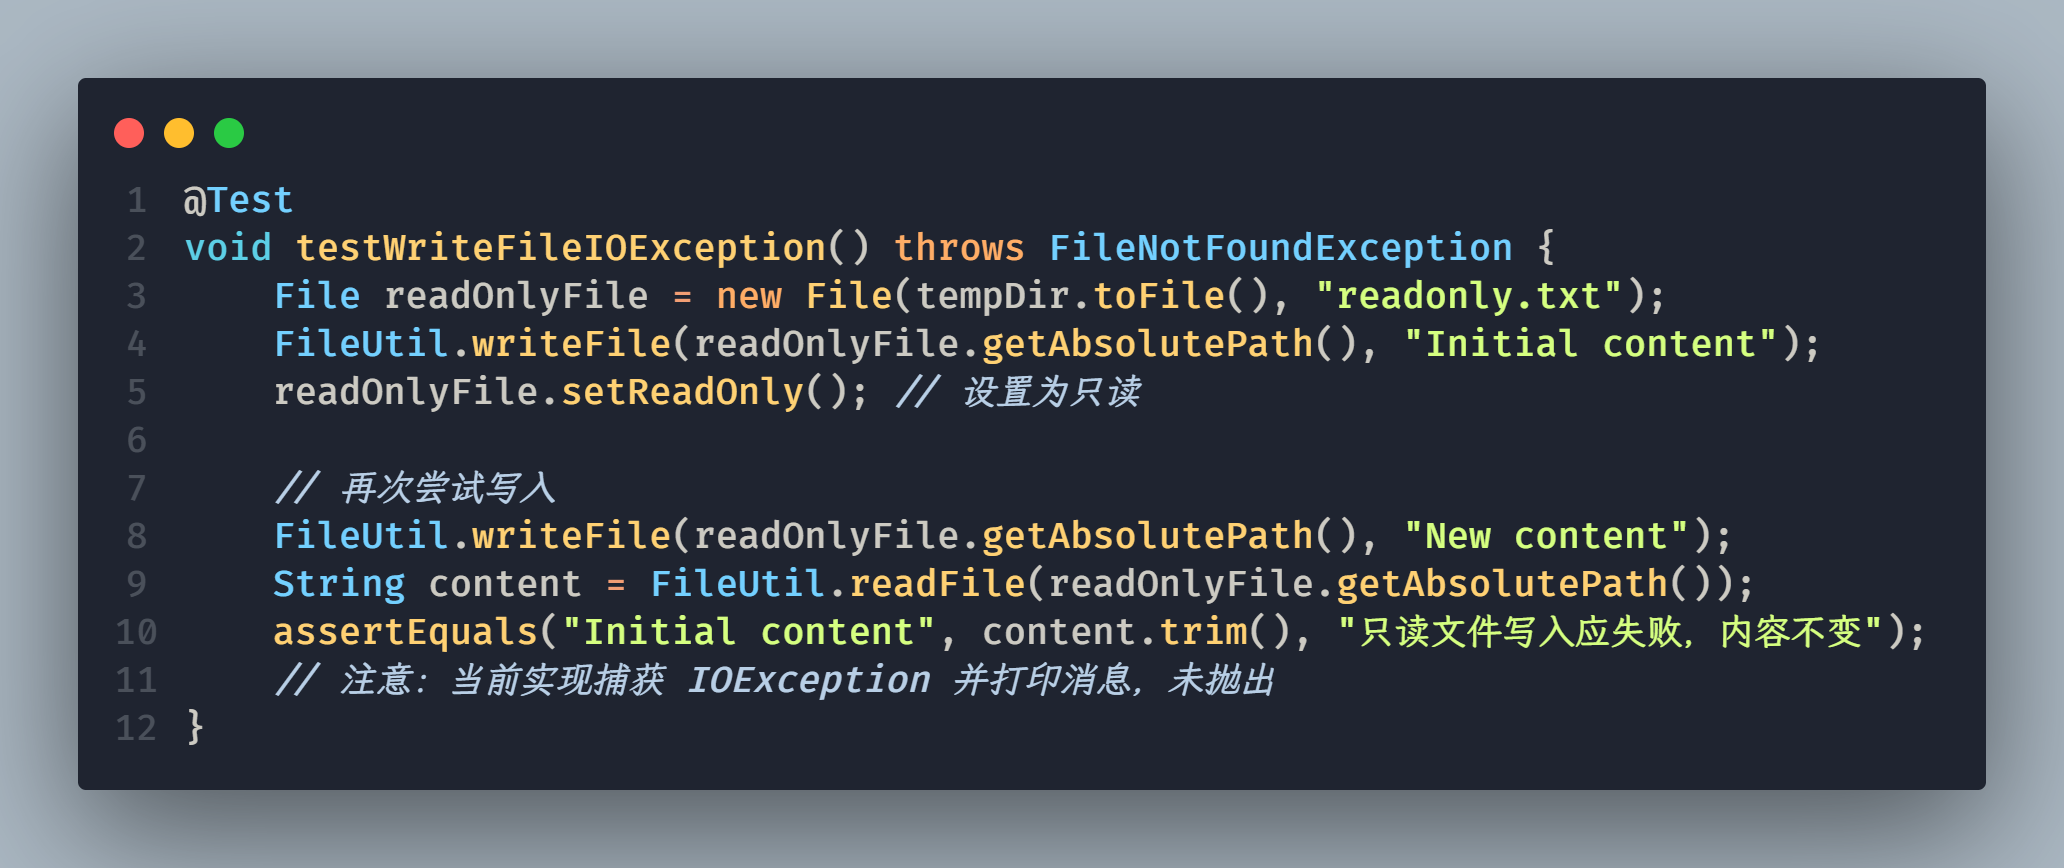 1 @Test
2 void testWriteFileIOException() throws FileNotFoundException {
3     File readOnlyFile = new File(tempDir.toFile(), "readonly.txt");
4     FileUtil.writeFile(readOnlyFile.getAbsolutePath(), "Initial content");
5     readOnlyFile.setReadOnly(); // 设置为只读
6
7     // 再次尝试写入
8     FileUtil.writeFile(readOnlyFile.getAbsolutePath(), "New content");
9     String content = FileUtil.readFile(readOnlyFile.getAbsolutePath());
10     assertEquals("Initial content", content.trim(), "只读文件写入应失败，内容不变");
11     // 注意：当前实现捕获 IOException 并打印消息，未抛出
12 }